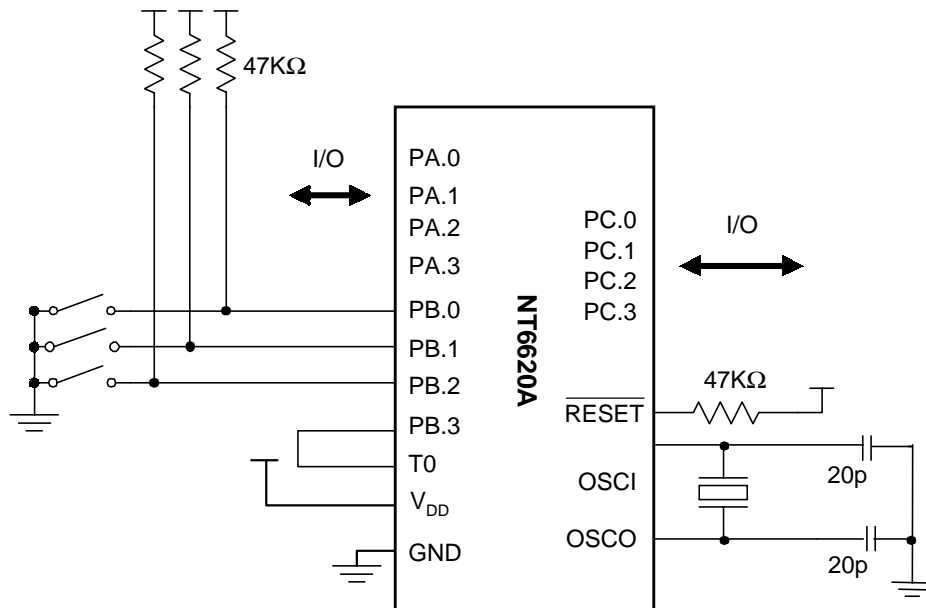 47KΩ
I/O
PA.0
PA.1
PA.2
PA.3
PB.0
PB.1
PB.2
PB.3
T0
VDD
GND
NT6620A
PC.0
PC.1
PC.2
PC.3
I/O
47KΩ
RESET
OSCI
20p
OSCO
20p